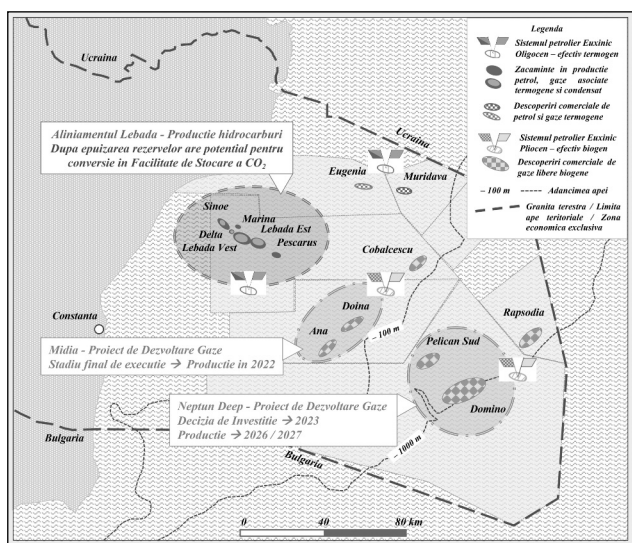 Ucraina
Legenda
Sistemul petrolier Euxinic
Oligocen – efectiv termogen
Zacaminte in productie
petrol, gaze asociate
termogene si condensat
Descoperiri comerciale de
petrol si gaze termogene
Sistemul petrolier Euxinic
Pliocen – efectiv biogen
Descoperiri comerciale de
gaze libere biogene
– 100 m
Adancimea apei
Granita terestra / Limita
ape teritoriale / Zona
economica exclusiva
Aliniamentul Lebada - Productie hidrocarburi
Dupa epuizarea rezervelor are potential pentru
conversie in Facilitate de Stocare a CO2
Ucraina
Eugenia
Muridava
Sinoe
Marina
Delta
Lebada Est
Lebada Vest
Pescarus
Cobalcescu
Constanta
Doina
Ana
– 100 m
Rapsodia
Pelican Sud
Midia - Proiect de Dezvoltare Gaze
Stadiu final de executie → Productie in 2022
Neptun Deep - Proiect de Dezvoltare Gaze
Decizia de Investitie → 2023
Productie → 2026 / 2027
Domino
Bulgaria
– 1000 m
Bulgaria
0 40 80 km